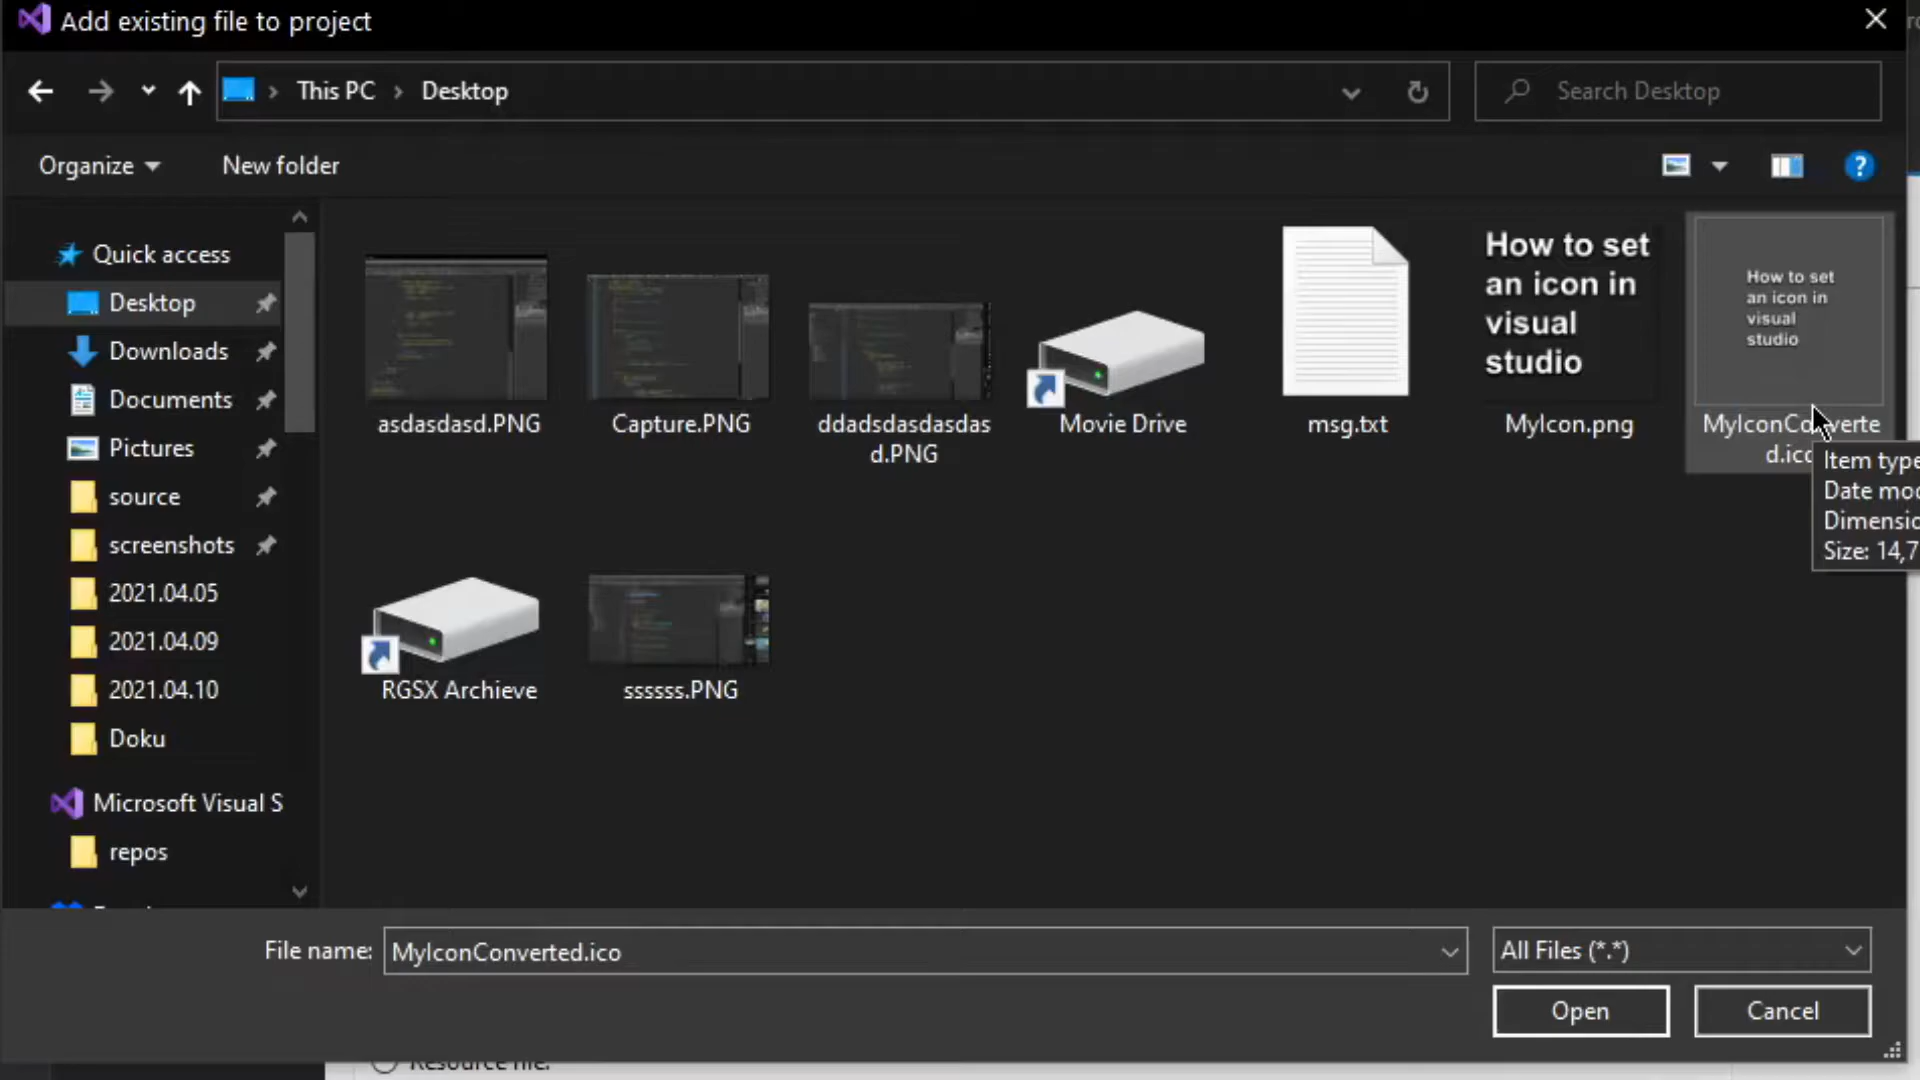 Add existing file to project
This PC
Desktop
Search Desktop
Organize
New folder
Quick access
Desktop
Downloads
Documents
Pictures
source
screenshots
2021.04.05
2021.04.09
2021.04.10
Doku
Microsoft Visual S
repos
asdasdasd.PNG
Capture.PNG
ddadsdasdasdas
d.PNG
Movie Drive
msg.txt
How to set
an icon in
visual
studio
MyIcon.png
How to set
an icon in
visual
studio
MyIconConverte
d.ico
Item type
Date mod
Dimensio
Size: 14,7
RGSX Archieve
ssssss.PNG
File name:
MyIconConverted.ico
All Files (*.*)
Open
Cancel
Resource file: